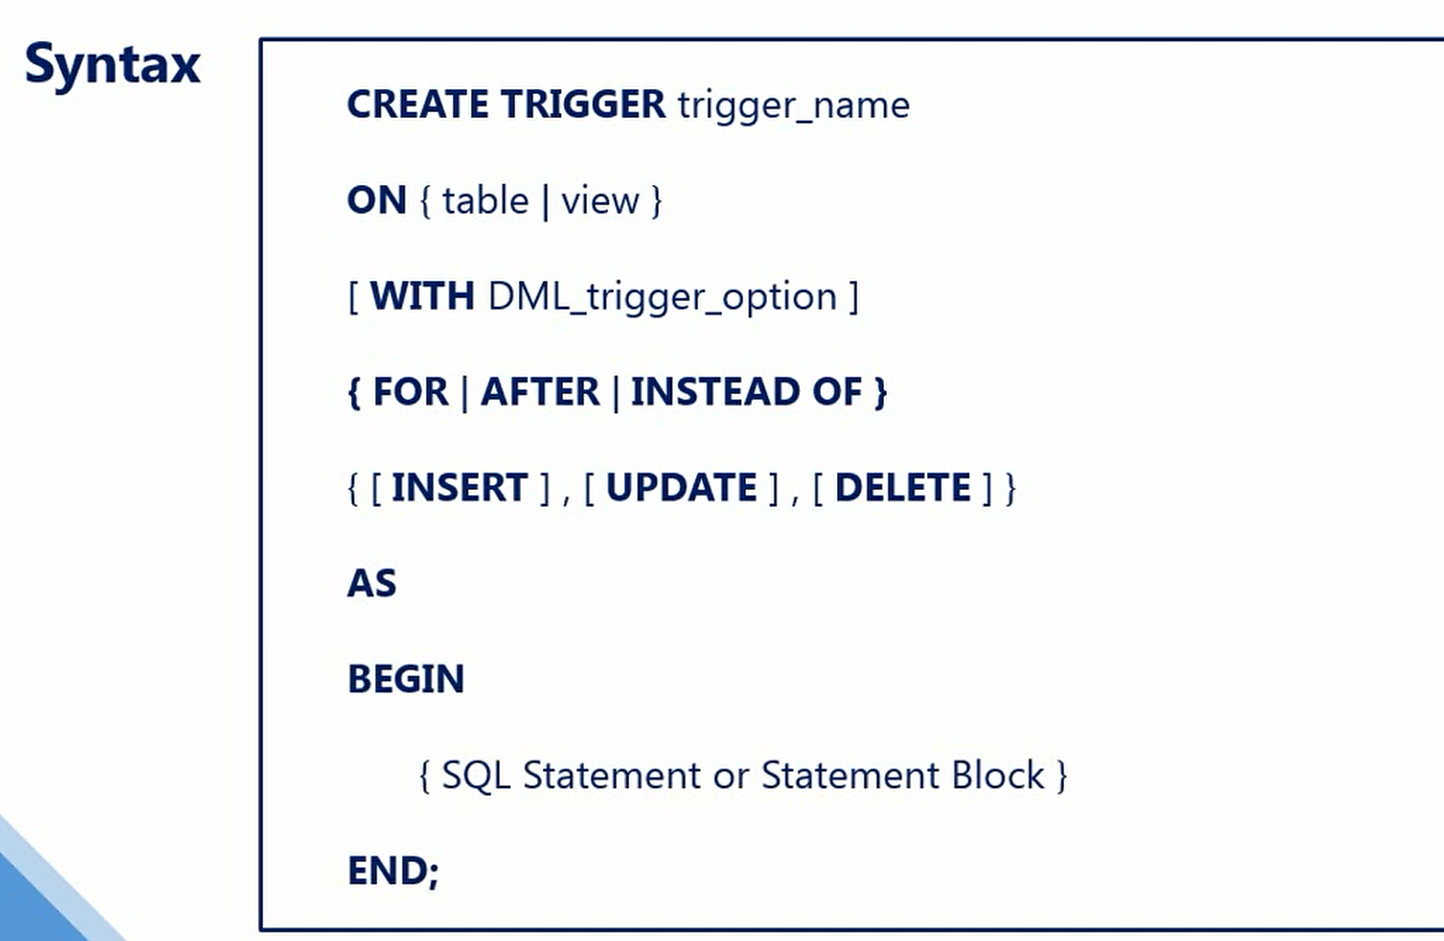 Syntax
CREATE TRIGGER trigger_name
ON { table | view }
[ WITH DML_trigger_option ]
{ FOR | AFTER | INSTEAD OF }
{ [ INSERT ] , [ UPDATE ] , [ DELETE ] }
AS
BEGIN
{ SQL Statement or Statement Block }
END;